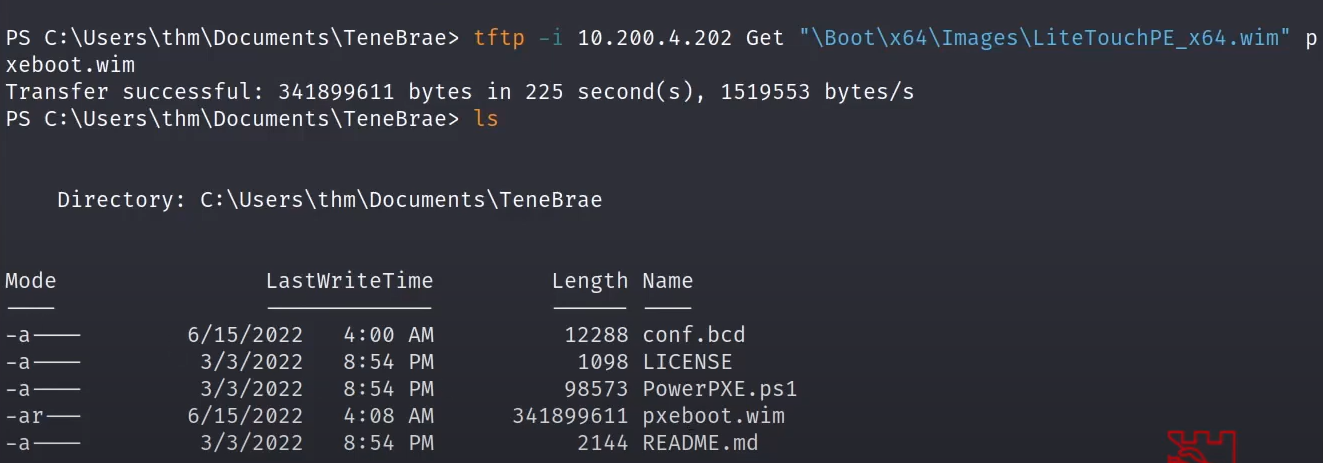 PS C:\Users\thm\Documents\TeneBrae> tftp -i 10.200.4.202 Get "\Boot\x64\Images\LiteTouchPE_x64.wim" p
xeboot.wim
Transfer successful: 341899611 bytes in 225 second(s), 1519553 bytes/s
PS C:\Users\thm\Documents\TeneBrae> ls
    Directory: C:\Users\thm\Documents\TeneBrae
Mode                 LastWriteTime         Length Name
----                 -------------         ------ ----
-a----         6/15/2022   4:00 AM          12288 conf.bcd
-a----          3/3/2022   8:54 PM           1098 LICENSE
-a----          3/3/2022   8:54 PM          98573 PowerPXE.ps1
-ar---         6/15/2022   4:08 AM      341899611 pxeboot.wim
-a----          3/3/2022   8:54 PM           2144 README.md